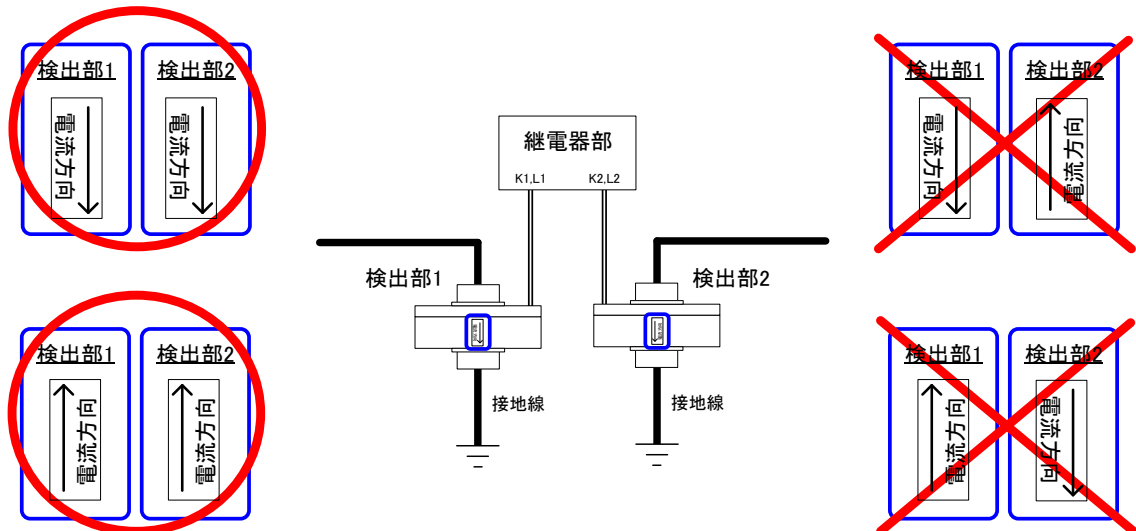 検出部1
検出部2
電流方向
電流方向
継電器部
K1,L1
K2,L2
検出部1
検出部2
電流方向
電流方向
検出部1
検出部2
接地線
接地線
検出部1
検出部2
電流方向
電流方向
検出部1
検出部2
電流方向
電流方向